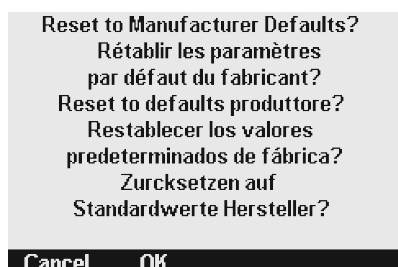 Reset to Manufacturer Defaults?
Rétablir les paramètres
par défaut du fabricant?
Reset to defaults produttore?
Restablecer los valores
predeterminados de fábrica?
Zurcksetzen auf
Standardwerte Hersteller?
Cancel OK